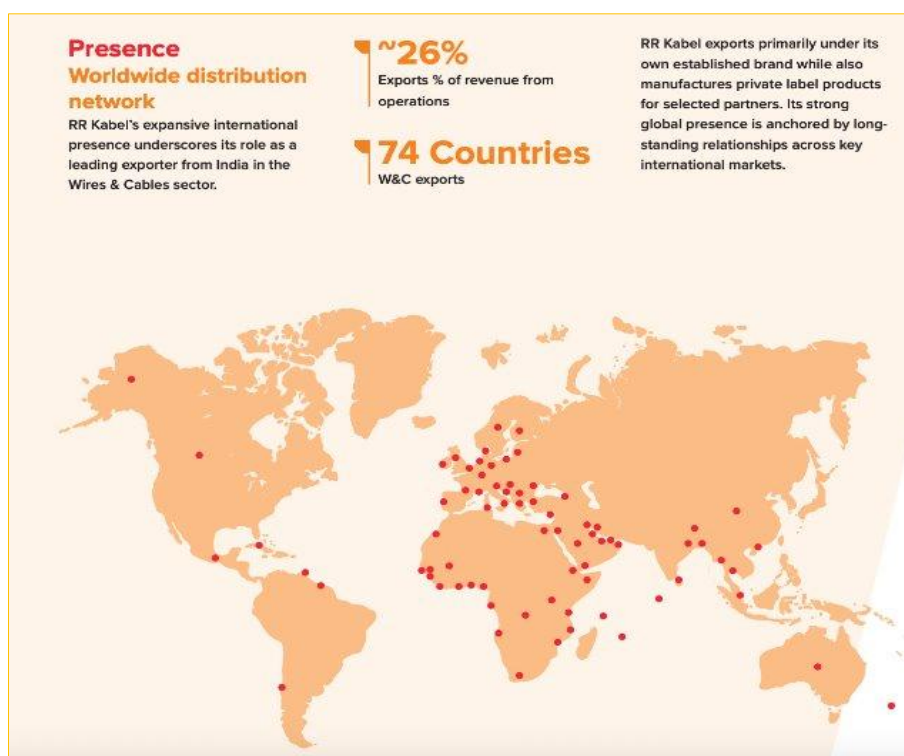 Presence
Worldwide distribution
network
RR Kabel's expansive international
presence underscores its role as a
leading exporter from India in the
Wires & Cables sector.
~26%
Exports % of revenue from
operations
74 Countries
W&C exports
RR Kabel exports primarily under its
own established brand while also
manufactures private label products
for selected partners. Its strong
global presence is anchored by long-
standing relationships across key
international markets.